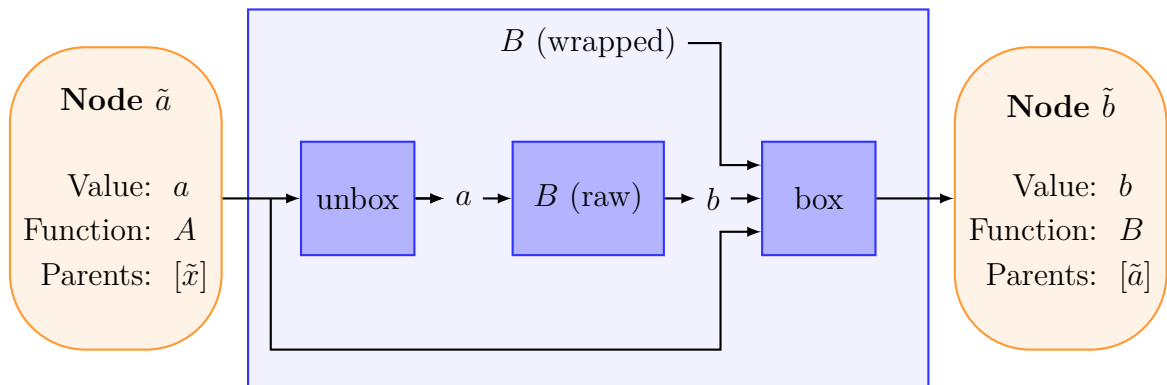 B (wrapped)
Node ã
Value: a
Function: A
Parents: [x̃]
unbox
a
B (raw)
b
box
Node b̃
Value: b
Function: B
Parents: [ã]